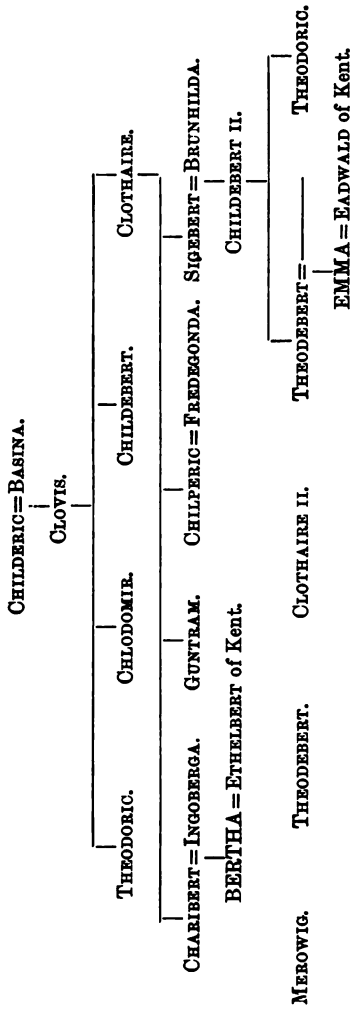 CHILDERIC=BASINA.
CLOVIS.
THEODORIC. CHLODOMIR. CHILDEBERT. CLOTHAIRE.
CHARIBERT=INGOBERGA. GUNTRAM. CHILPERIC=FREDEGONDA. SIGEBERT=BRUNHILDA.
BERTHA=ETHELBERT of Kent. CHILDEBERT II.
MEROWIG. THEODEBERT. CLOTHAIRE II. THEODEBERT= THEODORIC.
EMMA=EADWALD of Kent.